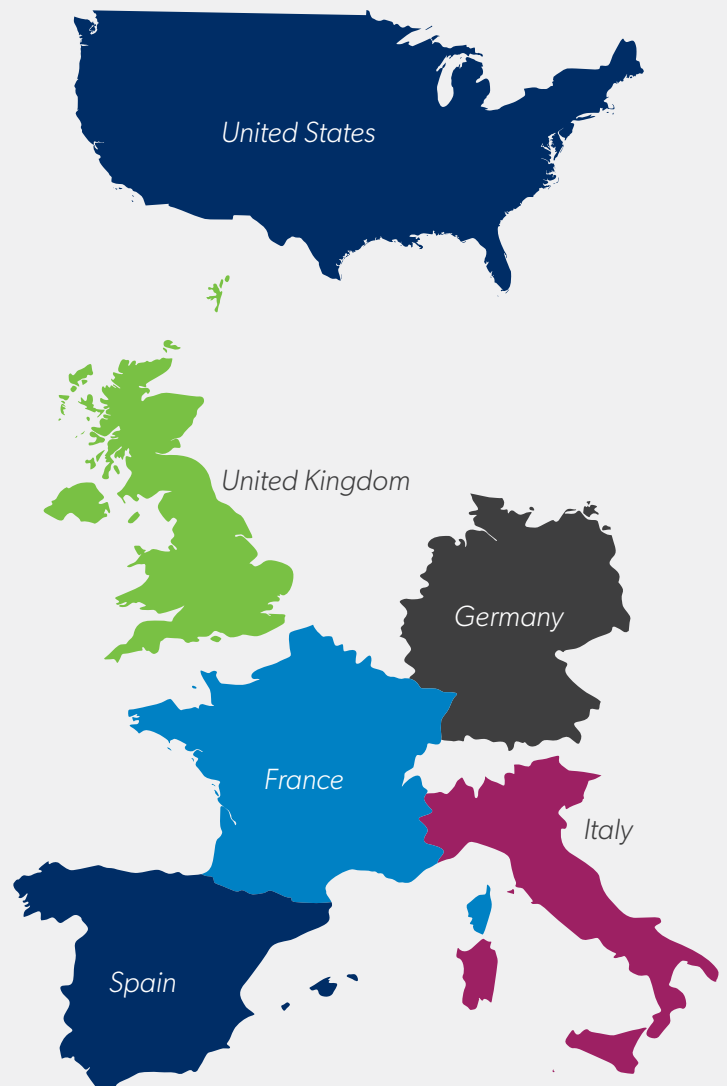 United States
United Kingdom
Germany
France
Italy
Spain